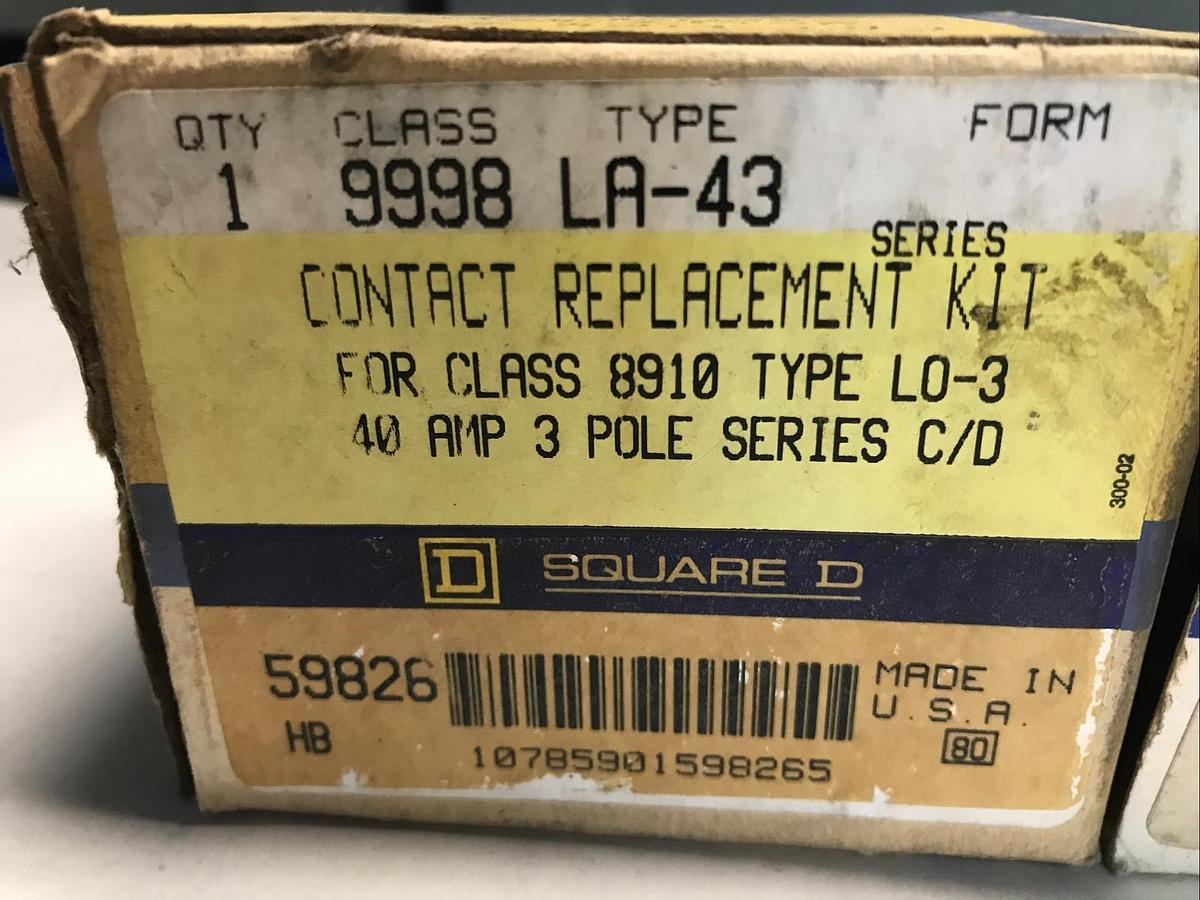 QTY CLASS TYPE FORM
1 9998 LA-43
SERIES
CONTACT REPLACEMENT KIT
FOR CLASS 8910 TYPE LO-3
40 AMP 3 POLE SERIES C/D
300-02
D SQUARE D
59826 MADE IN
HB U.S.A.
80
10785901598265